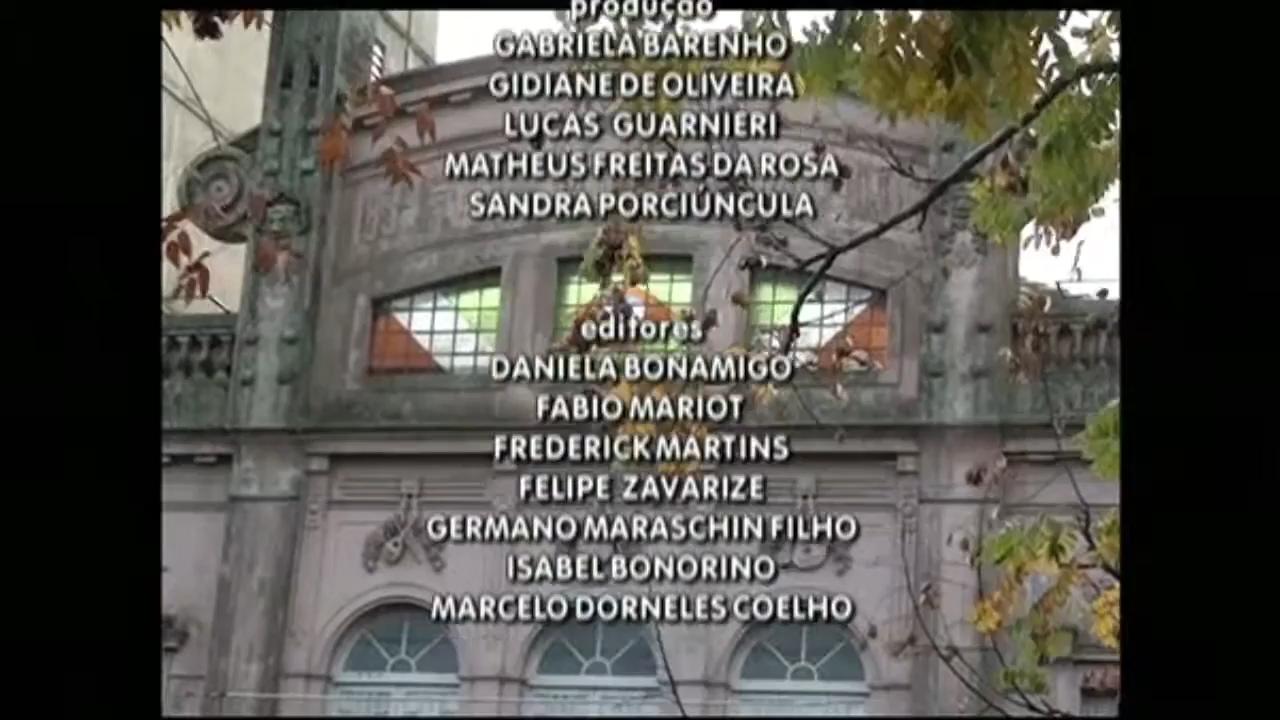 produção
GABRIELA BARENHO
GIDIANE DE OLIVEIRA
LUCAS GUARNIERI
MATHEUS FREITAS DA ROSA
SANDRA PORCIÚNCULA
editores
DANIELA BONAMIGO
FABIO MARIOT
FREDERICK MARTINS
FELIPE ZAVARIZE
GERMANO MARASCHIN FILHO
ISABEL BONORINO
MARCELO DORNELES COELHO